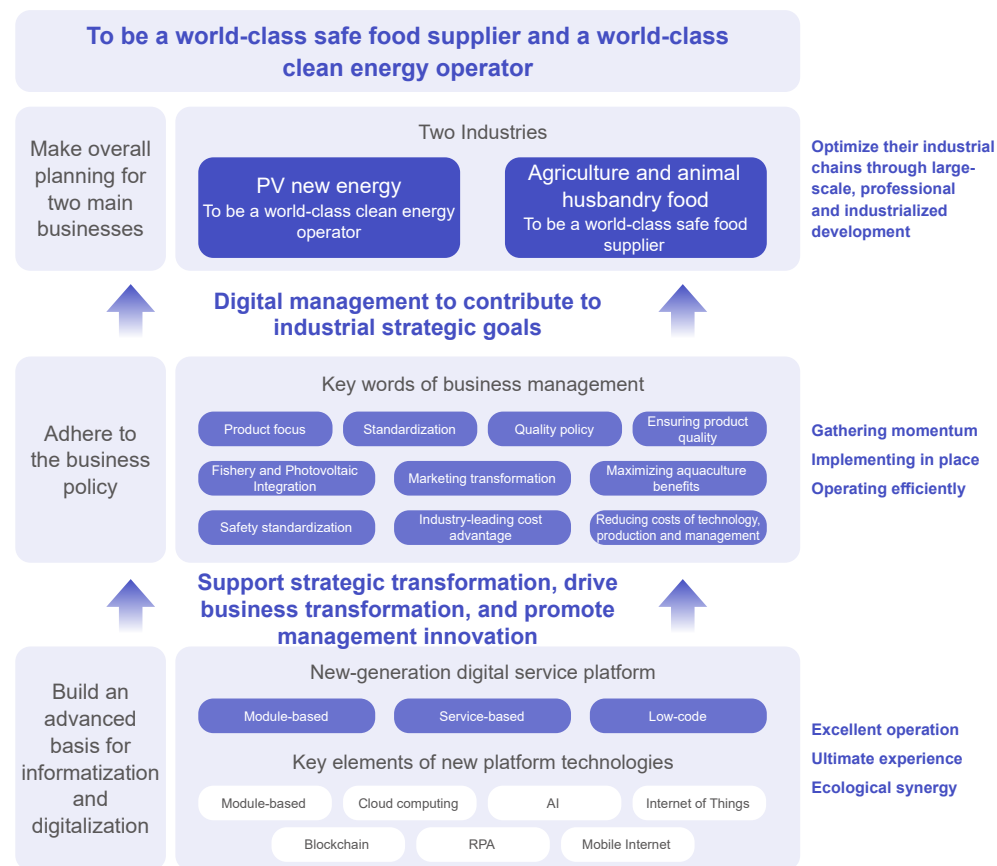 To be a world-class safe food supplier and a world-class
clean energy operator
Make overall
planning for
two main
businesses
Two Industries
PV new energy
To be a world-class clean energy
operator
Agriculture and animal
husbandry food
To be a world-class safe food
supplier
Optimize their industrial
chains through large-
scale, professional
and industrialized
development
Digital management to contribute to
industrial strategic goals
Adhere to
the business
policy
Key words of business management
Product focus
Standardization
Quality policy
Ensuring product
quality
Fishery and Photovoltaic
Integration
Marketing transformation
Maximizing aquaculture
benefits
Safety standardization
Industry-leading cost
advantage
Reducing costs of technology,
production and management
Gathering momentum
Implementing in place
Operating efficiently
Support strategic transformation, drive
business transformation, and promote
management innovation
Build an
advanced
basis for
informatization
and
digitalization
New-generation digital service platform
Module-based
Service-based
Low-code
Key elements of new platform technologies
Module-based
Cloud computing
AI
Internet of Things
Blockchain
RPA
Mobile Internet
Excellent operation
Ultimate experience
Ecological synergy